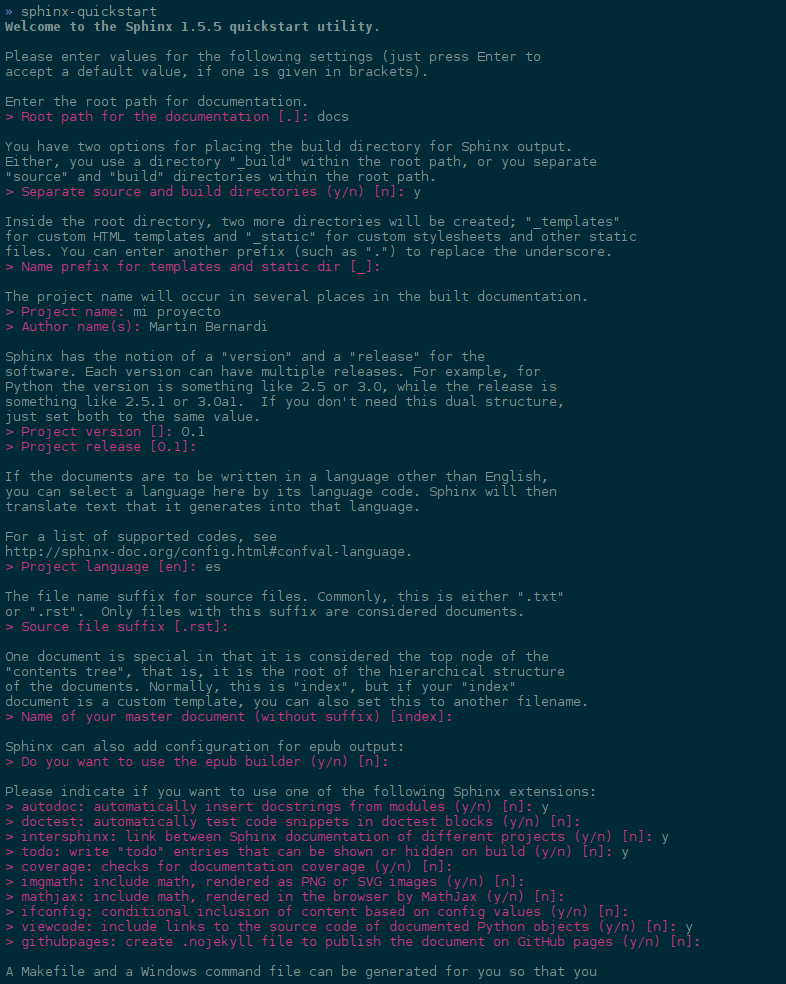 » sphinx-quickstart
Welcome to the Sphinx 1.5.5 quickstart utility.
Please enter values for the following settings (just press Enter to
accept a default value, if one is given in brackets).
Enter the root path for documentation.
> Root path for the documentation [.]: docs
You have two options for placing the build directory for Sphinx output.
Either, you use a directory "_build" within the root path, or you separate
"source" and "build" directories within the root path.
> Separate source and build directories (y/n) [n]: y
Inside the root directory, two more directories will be created; "_templates"
for custom HTML templates and "_static" for custom stylesheets and other static
files. You can enter another prefix (such as ".") to replace the underscore.
> Name prefix for templates and static dir [_]:
The project name will occur in several places in the built documentation.
> Project name: mi proyecto
> Author name(s): Martin Bernardi
Sphinx has the notion of a "version" and a "release" for the
software. Each version can have multiple releases. For example, for
Python the version is something like 2.5 or 3.0, while the release is
something like 2.5.1 or 3.0a1.  If you don't need this dual structure,
just set both to the same value.
> Project version []: 0.1
> Project release [0.1]:
If the documents are to be written in a language other than English,
you can select a language here by its language code. Sphinx will then
translate text that it generates into that language.
For a list of supported codes, see
http://sphinx-doc.org/config.html#confval-language.
> Project language [en]: es
The file name suffix for source files. Commonly, this is either ".txt"
or ".rst".  Only files with this suffix are considered documents.
> Source file suffix [.rst]:
One document is special in that it is considered the top node of the
"contents tree", that is, it is the root of the hierarchical structure
of the documents. Normally, this is "index", but if your "index"
document is a custom template, you can also set this to another filename.
> Name of your master document (without suffix) [index]:
Sphinx can also add configuration for epub output:
> Do you want to use the epub builder (y/n) [n]:
Please indicate if you want to use one of the following Sphinx extensions:
> autodoc: automatically insert docstrings from modules (y/n) [n]: y
> doctest: automatically test code snippets in doctest blocks (y/n) [n]:
> intersphinx: link between Sphinx documentation of different projects (y/n) [n]: y
> todo: write "todo" entries that can be shown or hidden on build (y/n) [n]: y
> coverage: checks for documentation coverage (y/n) [n]:
> imgmath: include math, rendered as PNG or SVG images (y/n) [n]:
> mathjax: include math, rendered in the browser by MathJax (y/n) [n]:
> ifconfig: conditional inclusion of content based on config values (y/n) [n]:
> viewcode: include links to the source code of documented Python objects (y/n) [n]: y
> githubpages: create .nojekyll file to publish the document on GitHub pages (y/n) [n]:
A Makefile and a Windows command file can be generated for you so that you